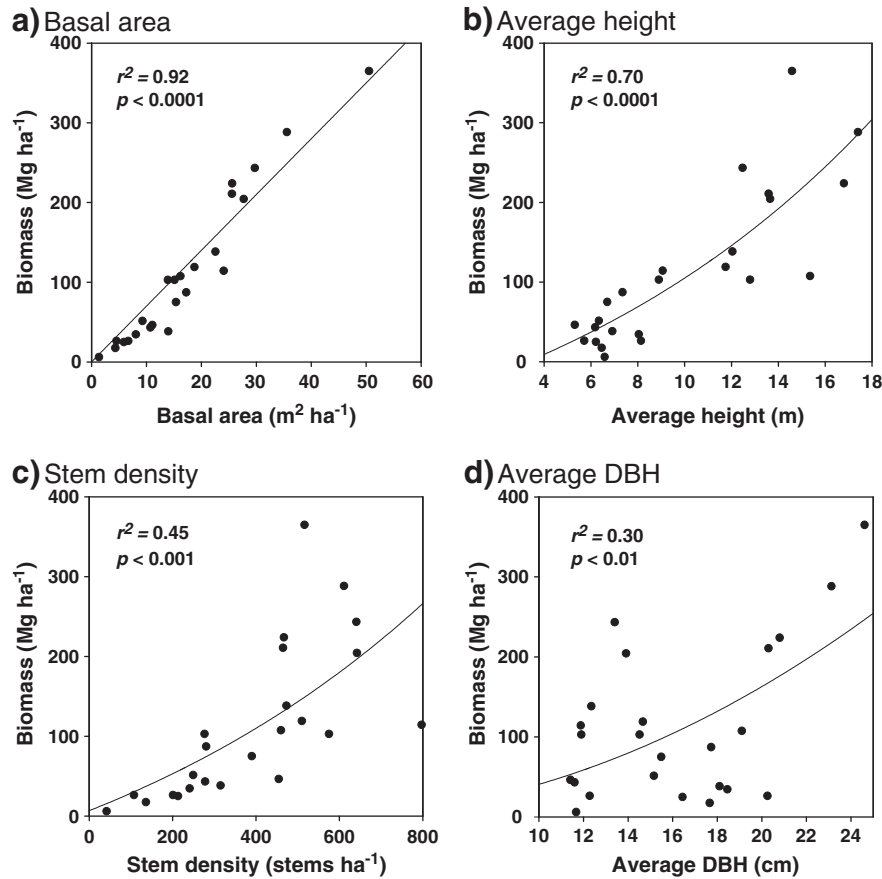 a) Basal area
400
300
200
100
0
0 10 20 30 40 50 60
r² = 0.92
p < 0.0001
Biomass (Mg ha⁻¹)
Basal area (m² ha⁻¹)
b) Average height
400
300
200
100
0
4 6 8 10 12 14 16 18
r² = 0.70
p < 0.0001
Biomass (Mg ha⁻¹)
Average height (m)
c) Stem density
400
300
200
100
0
0 200 400 600 800
r² = 0.45
p < 0.001
Biomass (Mg ha⁻¹)
Stem density (stems ha⁻¹)
d) Average DBH
400
300
200
100
0
10 12 14 16 18 20 22 24
r² = 0.30
p < 0.01
Biomass (Mg ha⁻¹)
Average DBH (cm)